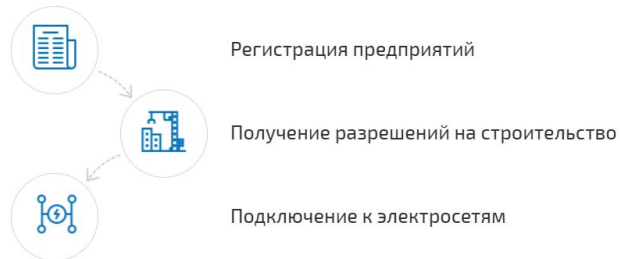 Регистрация предприятий
Получение разрешений на строительство
Подключение к электросетям